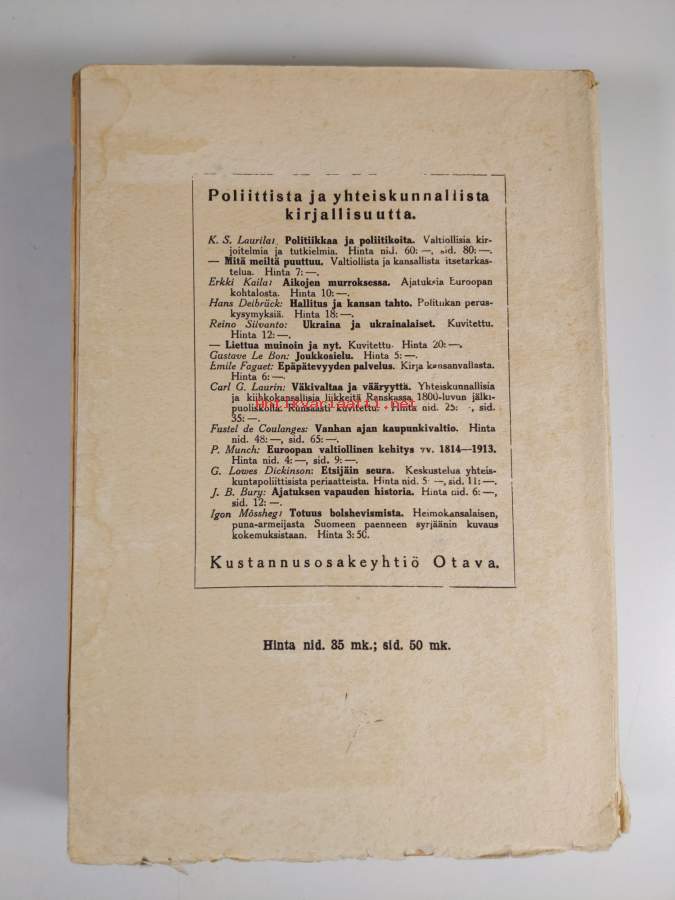 Poliittista ja yhteiskunnallista
kirjallisuutta.
K. S. Laurila: Politiikkaa ja poliitikoita. Valtiollisia kir-
joitelmia ja tutkielmia. Hinta nid. 60: —, sid. 80: —.
— Mitä meiltä puuttuu. Valtiollista ja kansallista itsetarkas-
telua. Hinta 7: —.
Erkki Kaila: Aikojen murroksessa. Ajatuksia Euroopan
kohtalosta. Hinta 10: —.
Hans Delbrück: Hallitus ja kansan tahto. Politiikan perus-
kysymyksiä. Hinta 18: —.
Reino Silvanto: Ukraina ja ukrainalaiset. Kuvitettu.
Hinta 12: —.
— Liettua muinoin ja nyt. Kuvitettu. Hinta 20: —.
Gustave Le Bon: Joukkosielu. Hinta 5: —.
Emile Faguet: Epäpätevyyden palvelus. Kirja kansanvallasta.
Hinta 6: —.
Carl G. Laurin: Väkivaltaa ja vääryyttä. Yhteiskunnallisia
ja kiihkokansallisia liikkeitä Ranskassa 1800-luvun jälki-
puoliskolla. Runsaasti kuvitettu. Hinta nid. 25: —, sid.
35: —.
Antikvariaatti.net
Fustel de Coulanges: Vanhan ajan kaupunkivaltio. Hinta
nid. 48: —, sid. 65: —.
P. Munch: Euroopan valtiollinen kehitys vv. 1814—1913.
Hinta nid. 4: —, sid. 9: —.
G. Lowes Dickinson: Etsijäin seura. Keskustelua yhteis-
kuntapoliittisista periaatteista. Hinta nid. 5: —, sid. 11: —.
J. B. Bury: Ajatuksen vapauden historia. Hinta nid. 6: —,
sid. 12: —.
Igon Mössheg: Totuus bolshevismista. Heimokansalaisen,
puna-armeijasta Suomeen paenneen syrjäänin kuvaus
kokemuksistaan. Hinta 3: 50.
Kustannusosakeyhtiö Otava.
Hinta nid. 35 mk.; sid. 50 mk.